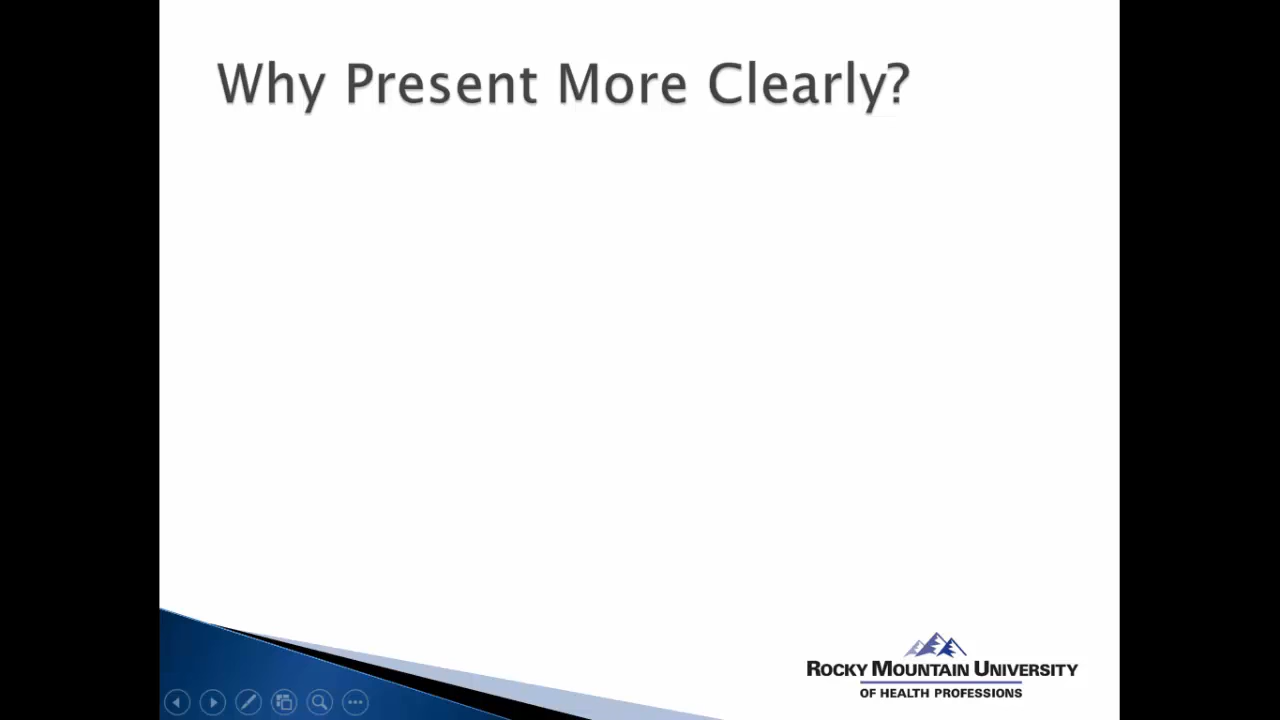 Why Present More Clearly?
ROCKY MOUNTAIN UNIVERSITY
OF HEALTH PROFESSIONS